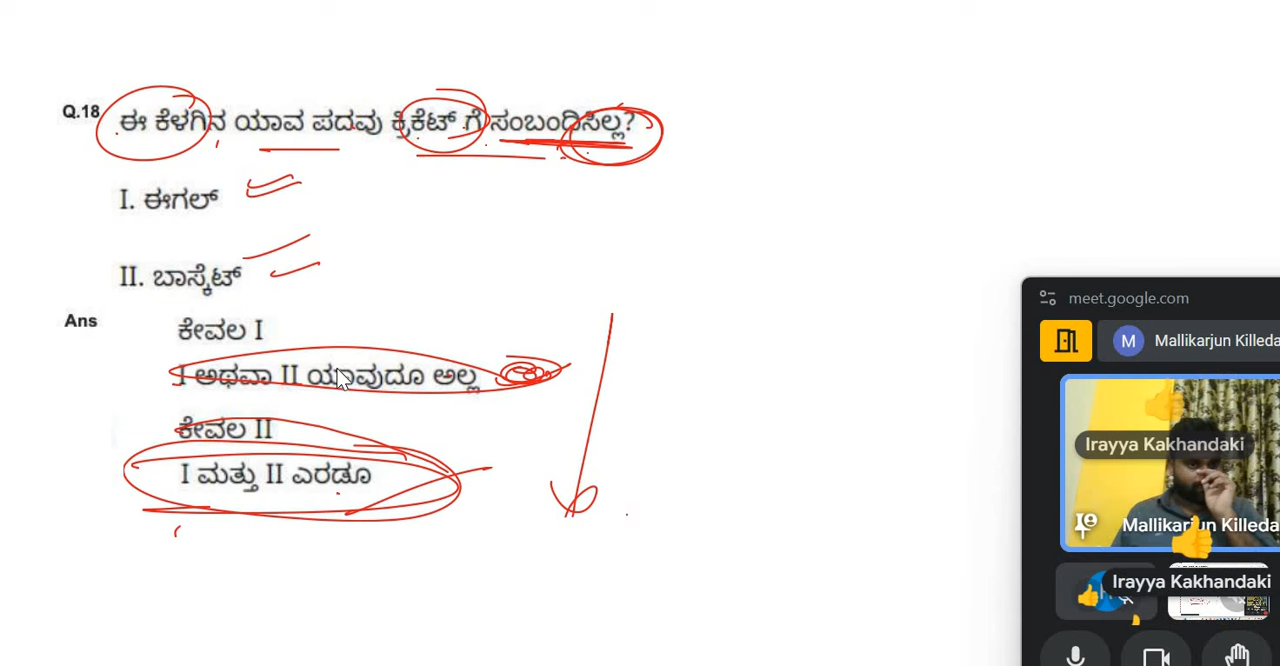 Q.18 ಈ ಕೆಳಗಿನ ಯಾವ ಪದವು ಕ್ರಿಕೆಟ್ ಗೆ ಸಂಬಂದಿಸಿಲ್ಲ?
I. ಈಗಲ್
II. ಬಾಸ್ಕೆಟ್
Ans ಕೇವಲ I
I ಅಥವಾ II ಯಾವುದೂ ಅಲ್ಲ
ಕೇವಲ II
I ಮತ್ತು II ಎರಡೂ
meet.google.com
M Mallikarjun Killeda
Irayya Kakhandaki
Mallikarjun Killeda
Irayya Kakhandaki